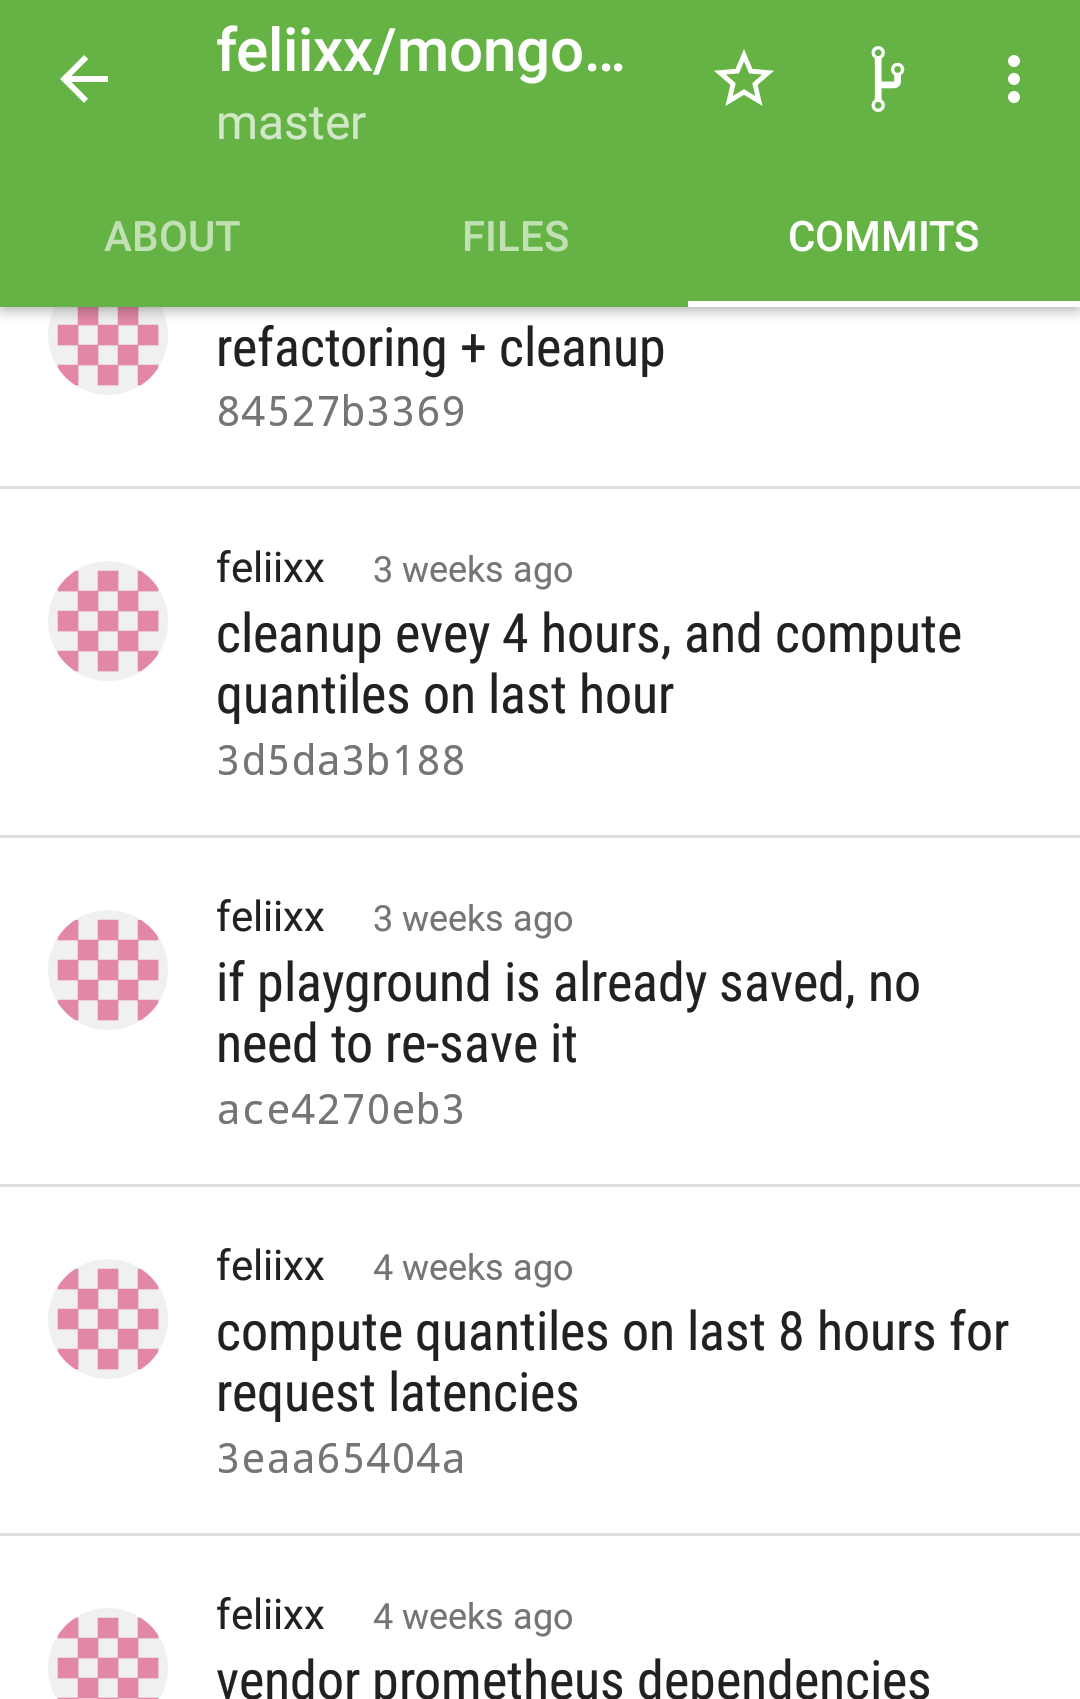 feliixx/mongo...
master
ABOUT
FILES
COMMITS
refactoring + cleanup
84527b3369
feliixx 3 weeks ago
cleanup evey 4 hours, and compute
quantiles on last hour
3d5da3b188
feliixx 3 weeks ago
if playground is already saved, no
need to re-save it
ace4270eb3
feliixx 4 weeks ago
compute quantiles on last 8 hours for
request latencies
3eaa65404a
feliixx 4 weeks ago
vendor prometheus dependencies